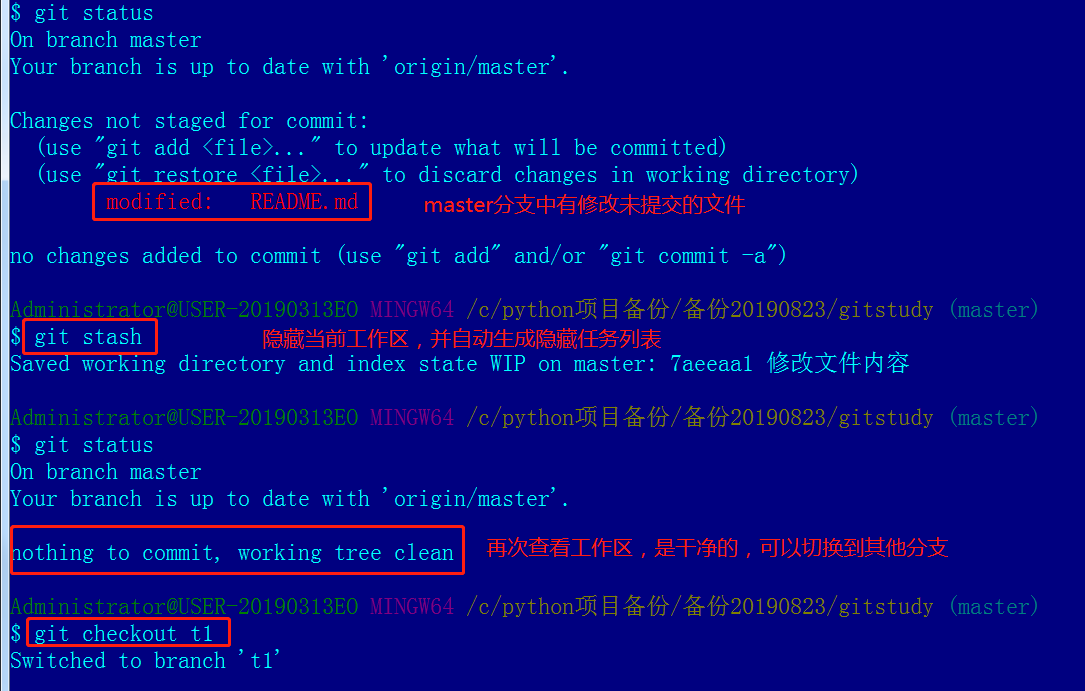 $ git status
On branch master
Your branch is up to date with 'origin/master'.
Changes not staged for commit:
(use "git add <file>..." to update what will be committed)
(use "git restore <file>..." to discard changes in working directory)
modified: README.md master分支中有修改未提交的文件
no changes added to commit (use "git add" and/or "git commit -a")
Administrator@USER-20190313EO MINGW64 /c/python项目备份/备份20190823/gitstudy (master)
$ git stash 隐藏当前工作区，并自动生成隐藏任务列表
Saved working directory and index state WIP on master: 7aeeaa1 修改文件内容
Administrator@USER-20190313EO MINGW64 /c/python项目备份/备份20190823/gitstudy (master)
$ git status
On branch master
Your branch is up to date with 'origin/master'.
nothing to commit, working tree clean 再次查看工作区，是干净的，可以切换到其他分支
Administrator@USER-20190313EO MINGW64 /c/python项目备份/备份20190823/gitstudy (master)
$ git checkout t1
Switched to branch 't1'